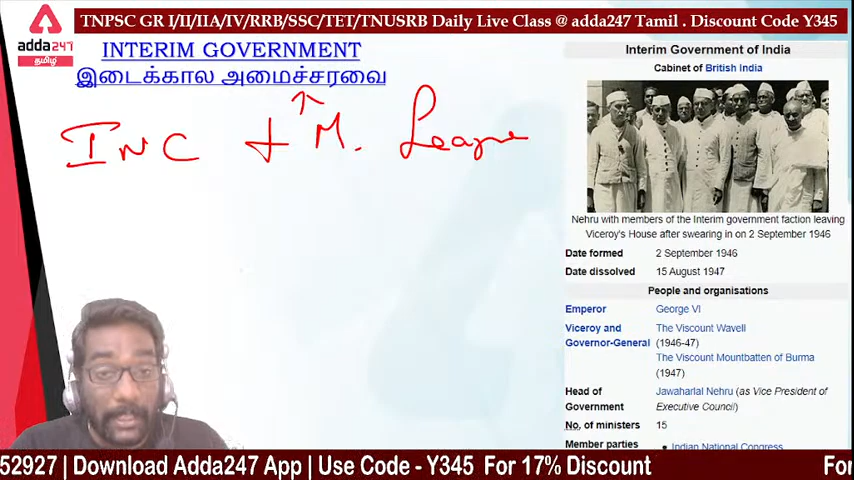 TNPSC GR I/II/IIA/IV/RRB/SSC/TET/TNUSRB Daily Live Class @ adda247 Tamil . Discount Code Y345
adda247
தமிழ்
INTERIM GOVERNMENT
இடைக்கால அமைச்சரவை
INC + M. League
Interim Government of India
Cabinet of British India
Nehru with members of the Interim government faction leaving
Viceroy's House after swearing in on 2 September 1946
Date formed 2 September 1946
Date dissolved 15 August 1947
People and organisations
Emperor George VI
Viceroy and The Viscount Wavell
Governor-General (1946-47)
The Viscount Mountbatten of Burma
(1947)
Head of Jawaharlal Nehru (as Vice President of
Government Executive Council)
No. of ministers 15
Member parties • Indian National Congress
52927 | Download Adda247 App | Use Code - Y345 For 17% Discount For